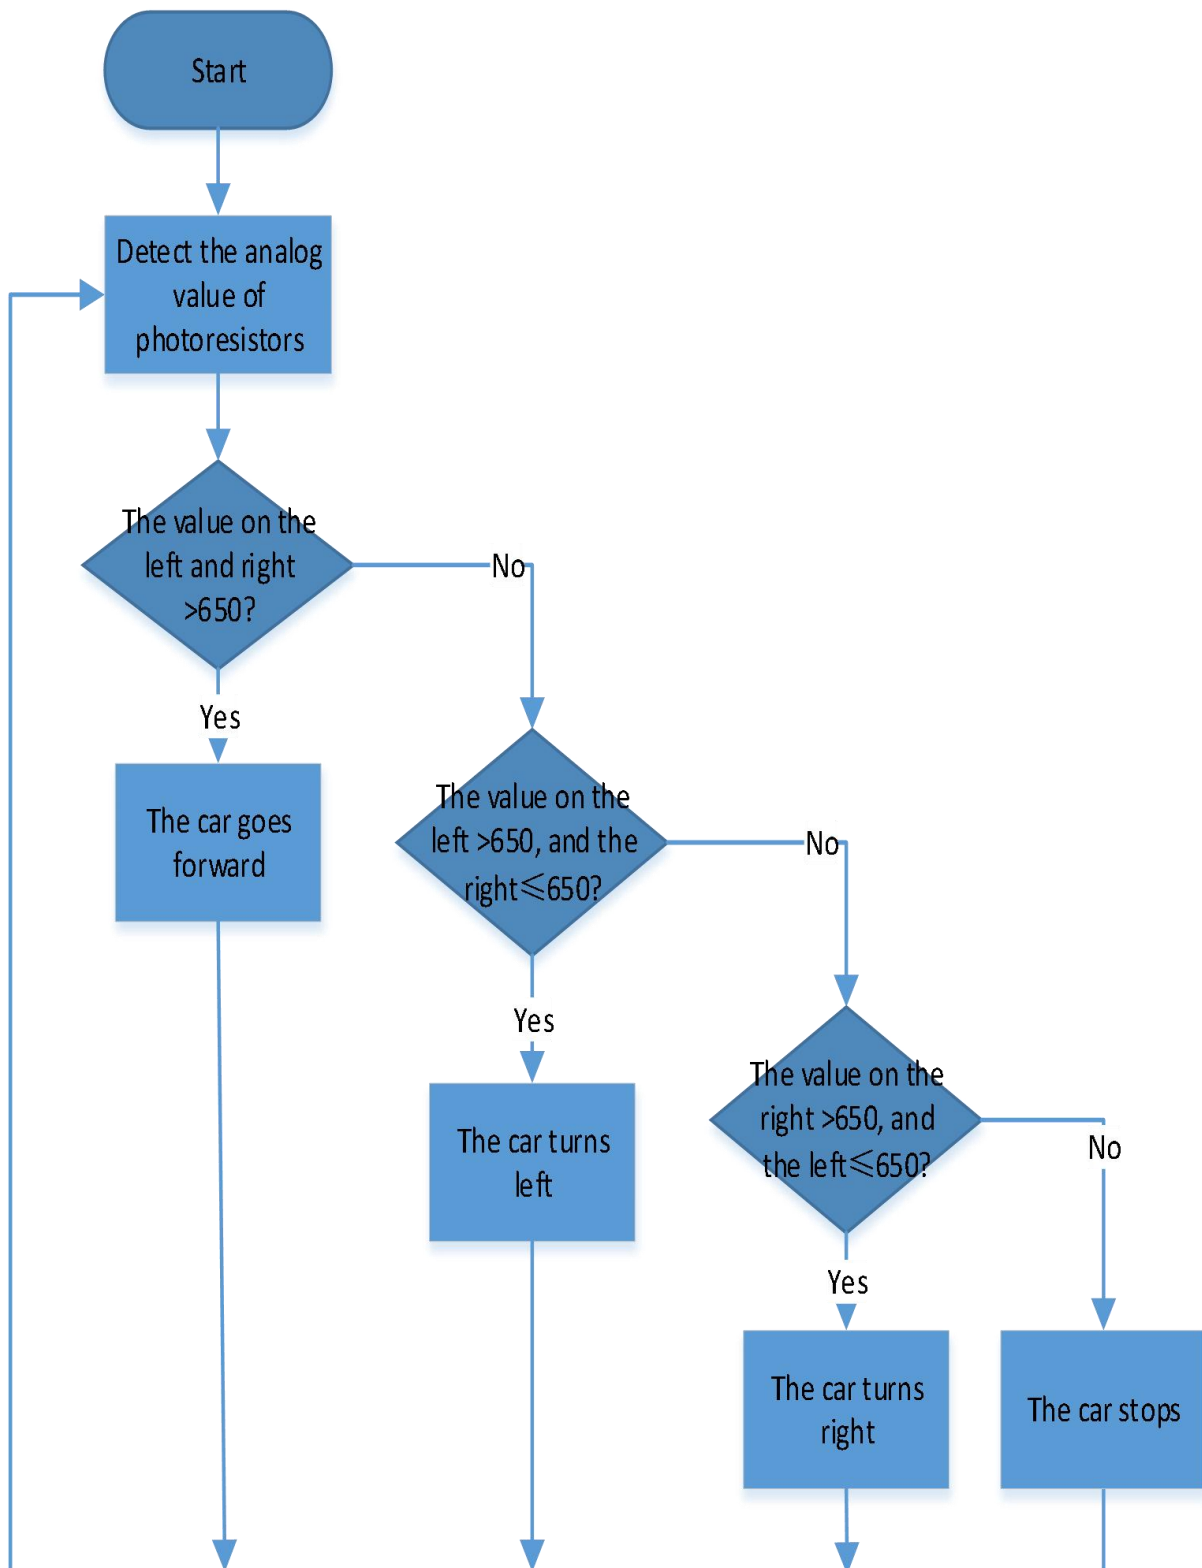 Start
Detect the analog
value of
photoresistors
The value on the
left and right
>650?
No
Yes
The car goes
forward
The value on the
left >650, and the
right≤650?
No
Yes
The car turns
left
The value on the
right >650, and
the left≤650?
No
Yes
The car turns
right
The car stops